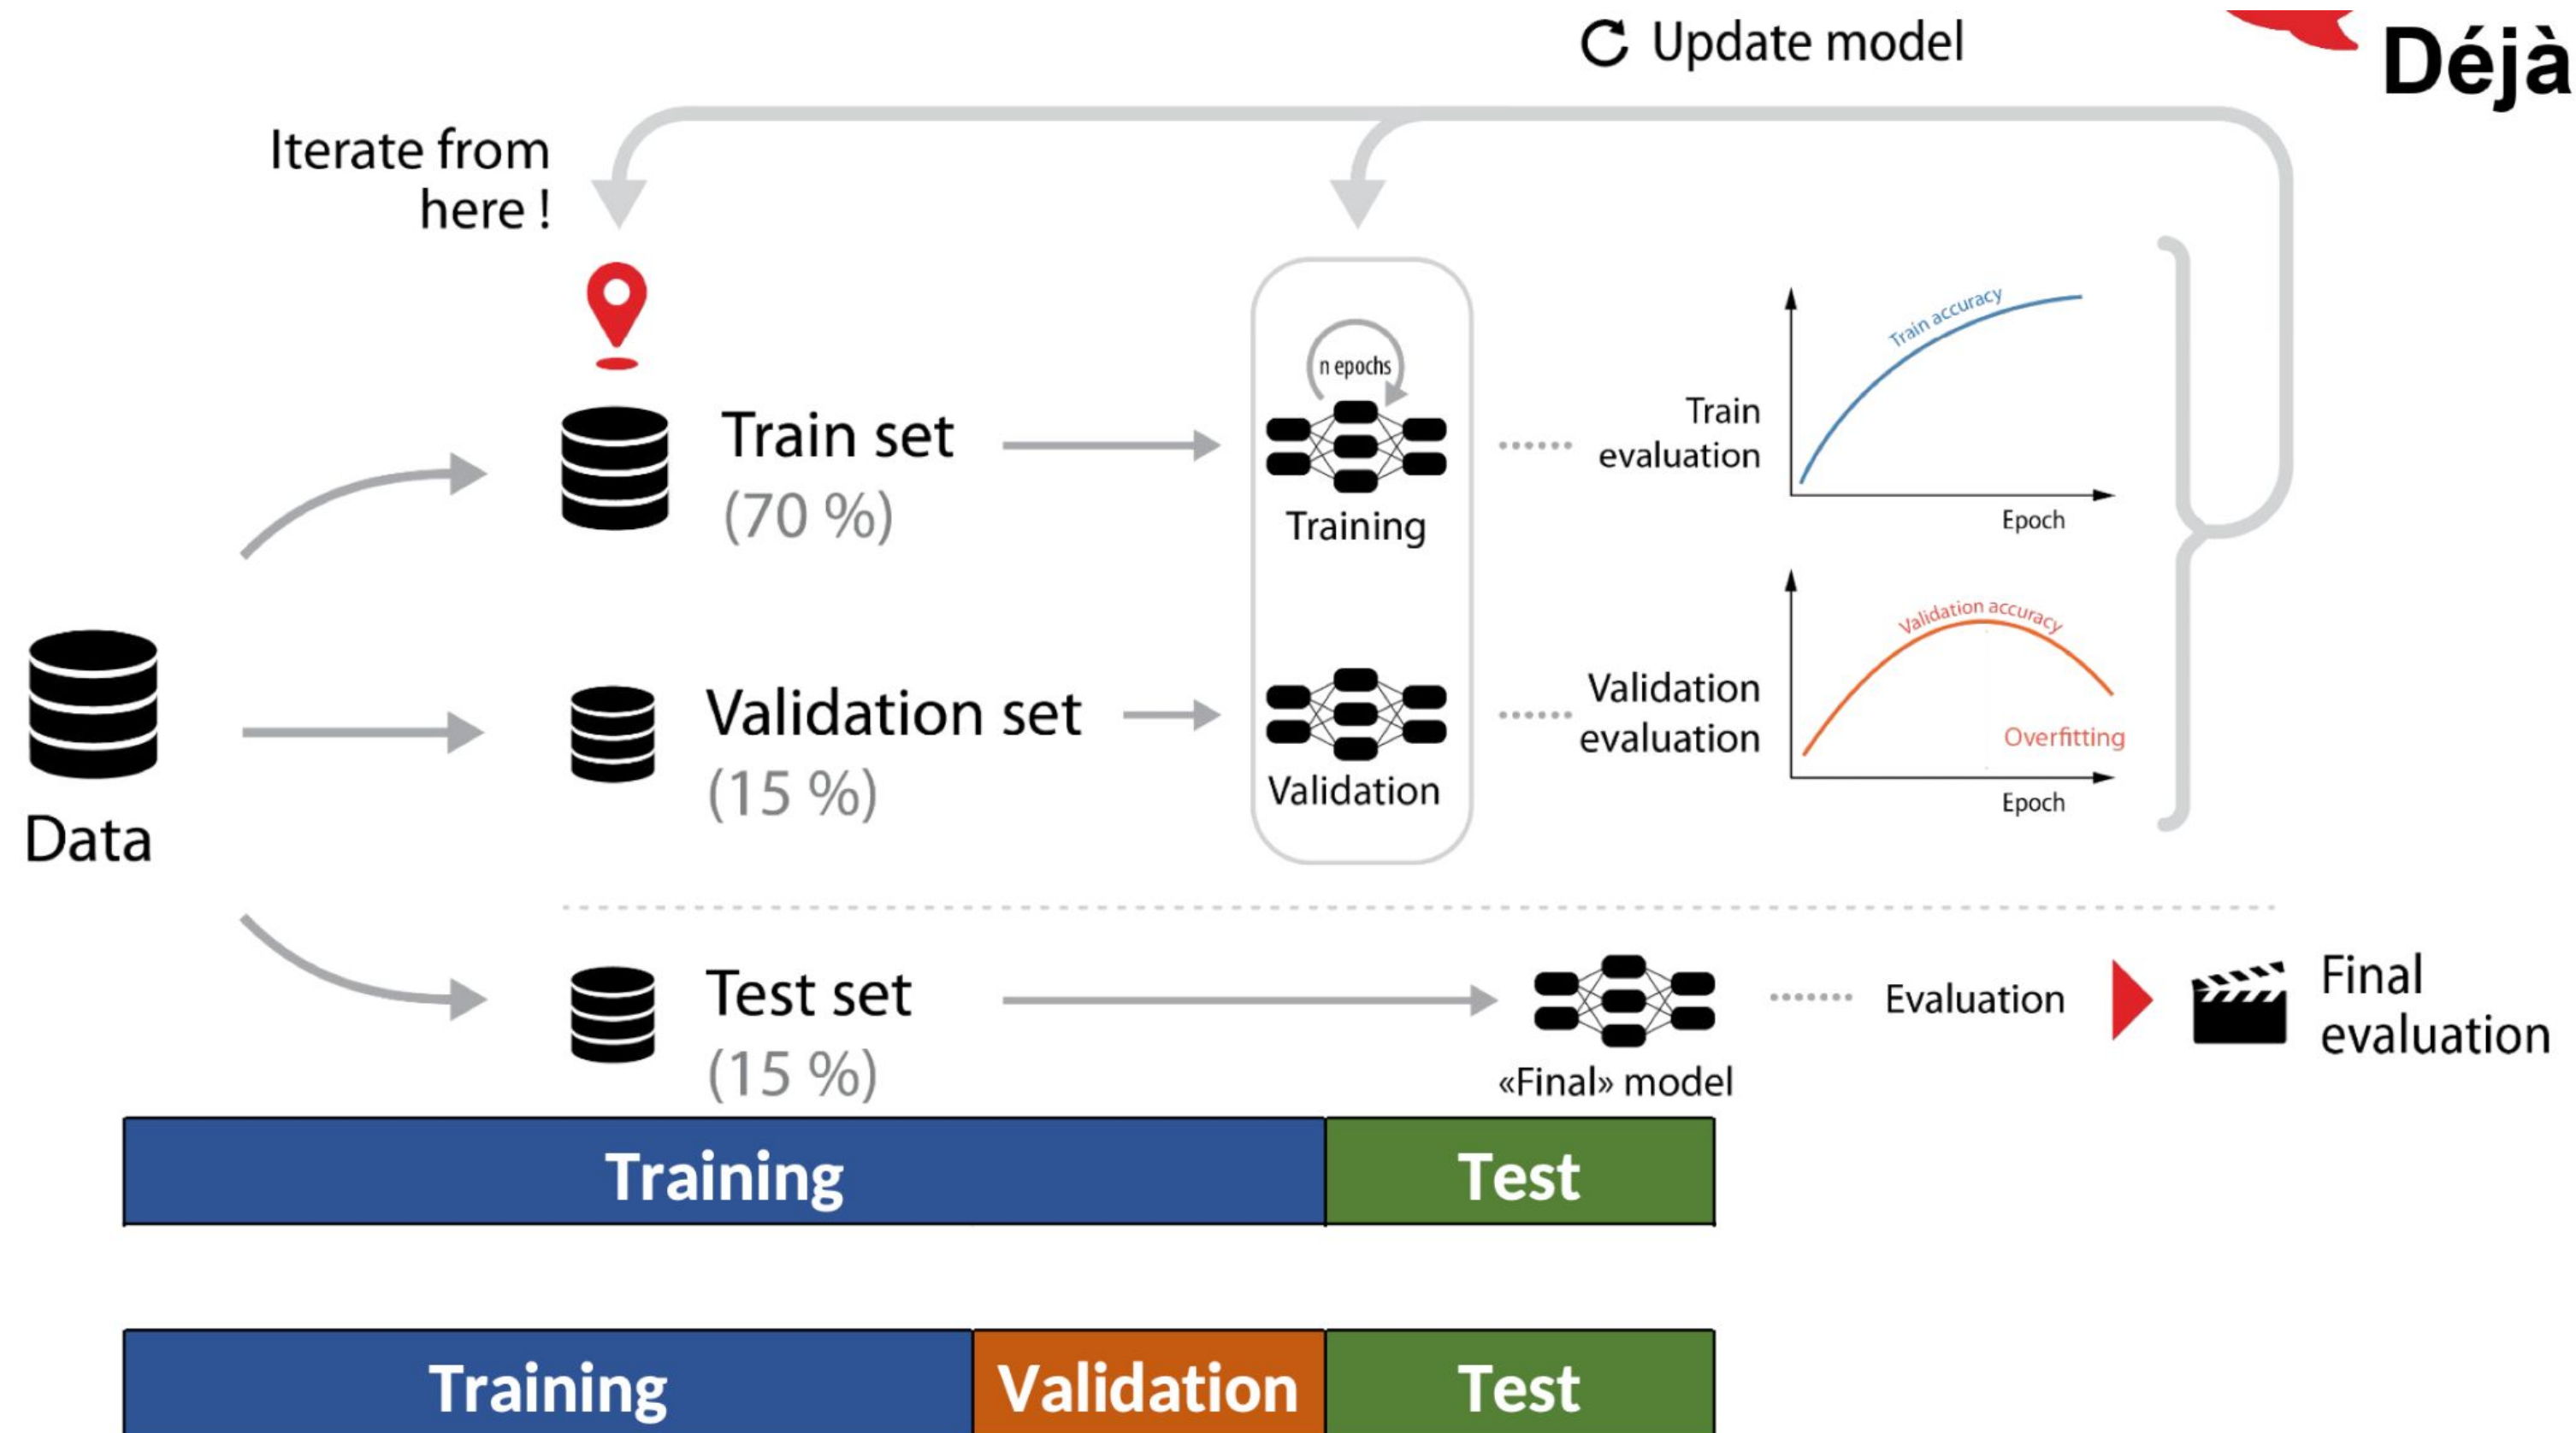 Update model
Déjà
Iterate from
here !
n epochs
Train set
(70 %)
Training
Train
evaluation
Train accuracy
Epoch
Data
Validation set
(15 %)
Validation
Validation
evaluation
Validation accuracy
Overfitting
Epoch
Test set
(15 %)
«Final» model
Evaluation
Final
evaluation
Training
Test
Training
Validation
Test